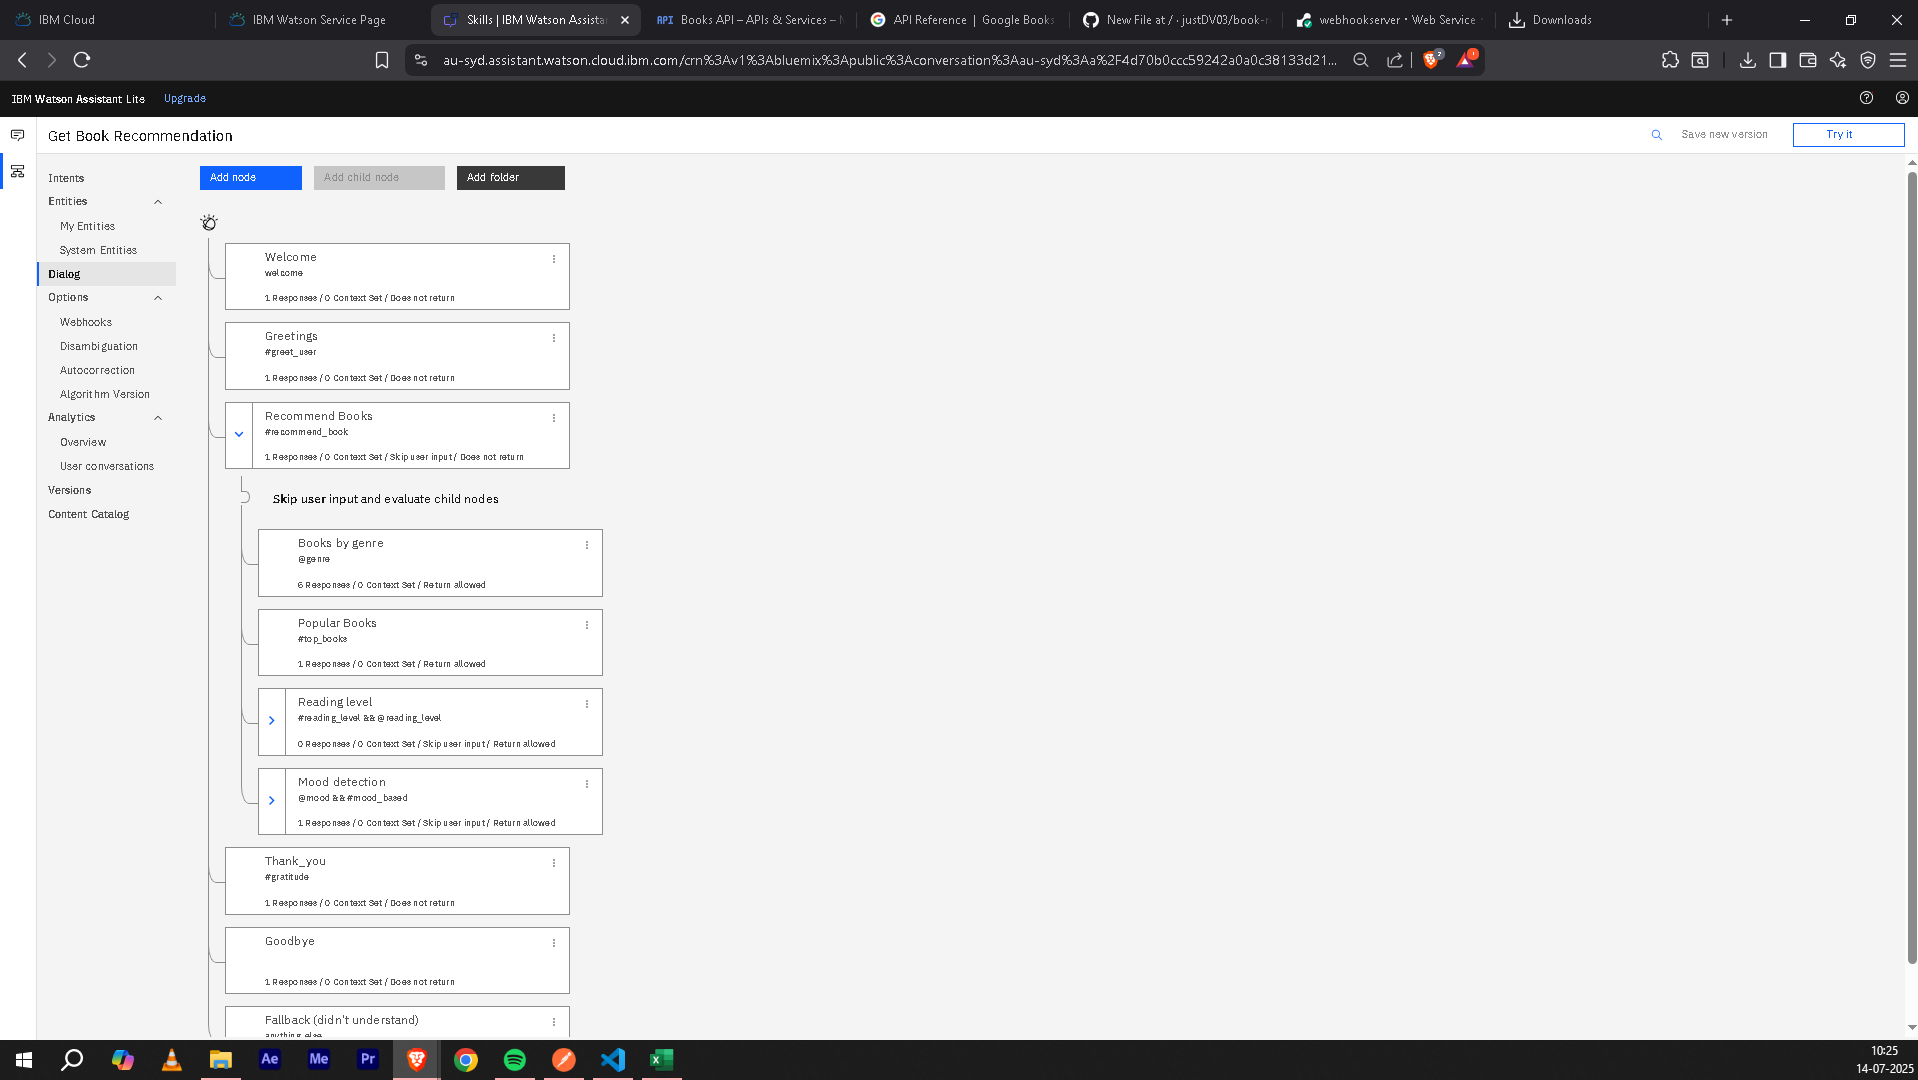 IBM Cloud
IBM Watson Service Page
Skills | IBM Watson Assista
Books API – APIs & Services – N
API Reference | Google Books
New File at / · justDV03/book-r
webhookserver · Web Service ·
Downloads
au-syd.assistant.watson.cloud.ibm.com/crn%3Av1%3Abluemix%3Apublic%3Aconversation%3Aau-syd%3Aa%2F4d70b0ccc59242a0a0c38133d21...
2
1
IBM Watson Assistant Lite
Upgrade
Get Book Recommendation
Save new version
Try it
Intents
Entities
My Entities
System Entities
Dialog
Options
Webhooks
Disambiguation
Autocorrection
Algorithm Version
Analytics
Overview
User conversations
Versions
Content Catalog
Add node
Add child node
Add folder
Welcome
welcome
1 Responses / 0 Context Set / Does not return
Greetings
#greet_user
1 Responses / 0 Context Set / Does not return
Recommend Books
#recommend_book
1 Responses / 0 Context Set / Skip user input / Does not return
Skip user input and evaluate child nodes
Books by genre
@genre
6 Responses / 0 Context Set / Return allowed
Popular Books
#top_books
1 Responses / 0 Context Set / Return allowed
Reading level
#reading_level && @reading_level
0 Responses / 0 Context Set / Skip user input / Return allowed
Mood detection
@mood && #mood_based
1 Responses / 0 Context Set / Skip user input / Return allowed
Thank_you
#gratitude
1 Responses / 0 Context Set / Does not return
Goodbye
1 Responses / 0 Context Set / Does not return
Fallback (didn't understand)
anything_else
Ae
Me
Pr
10:25
14-07-2025